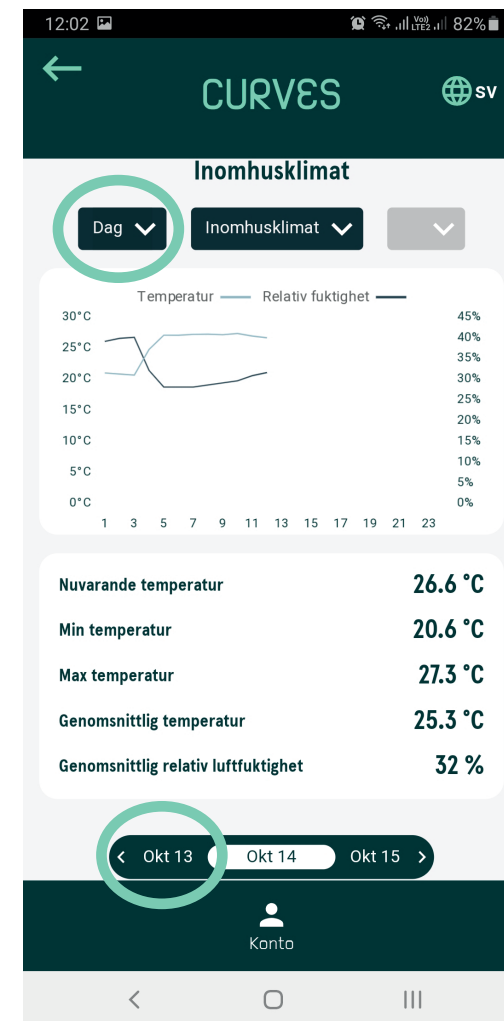 12:02 Vo)) LTE2 82%
CURVES SV
Inomhusklimat
Dag Inomhusklimat
Temperatur Relativ fuktighet
30°C 45%
40%
25°C
35%
20°C 30%
25%
15°C
20%
10°C 15%
10%
5°C
5%
0°C 0%
1 3 5 7 9 11 13 15 17 19 21 23
Nuvarande temperatur 26.6 °C
Min temperatur 20.6 °C
Max temperatur 27.3 °C
Genomsnittlig temperatur 25.3 °C
Genomsnittlig relativ luftfuktighet 32 %
Okt 13 Okt 14 Okt 15
Konto